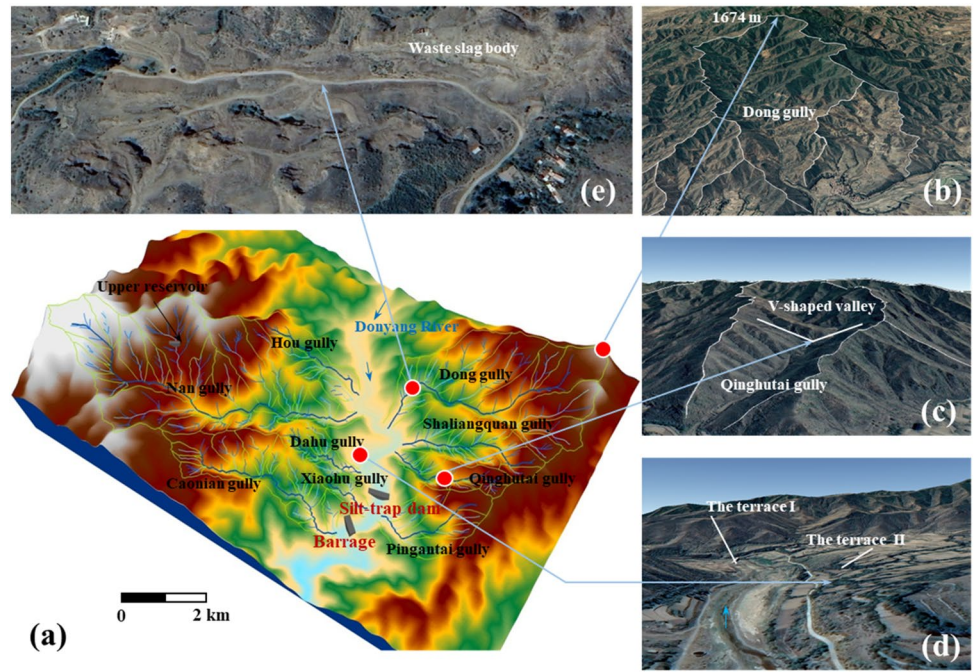 Waste slag body
(e)
1674 m
Dong gully
(b)
V-shaped valley
Qinghutai gully
(c)
The terrace I
The terrace II
(d)
Upper reservoir
Donyang River
Hou gully
Dong gully
Nan gully
Shaliangquan gully
Dahu gully
Xiaohu gully
Qinghutai gully
Caonian gully
Silt-trap dam
Barrage
Pingantai gully
0 2 km
(a)